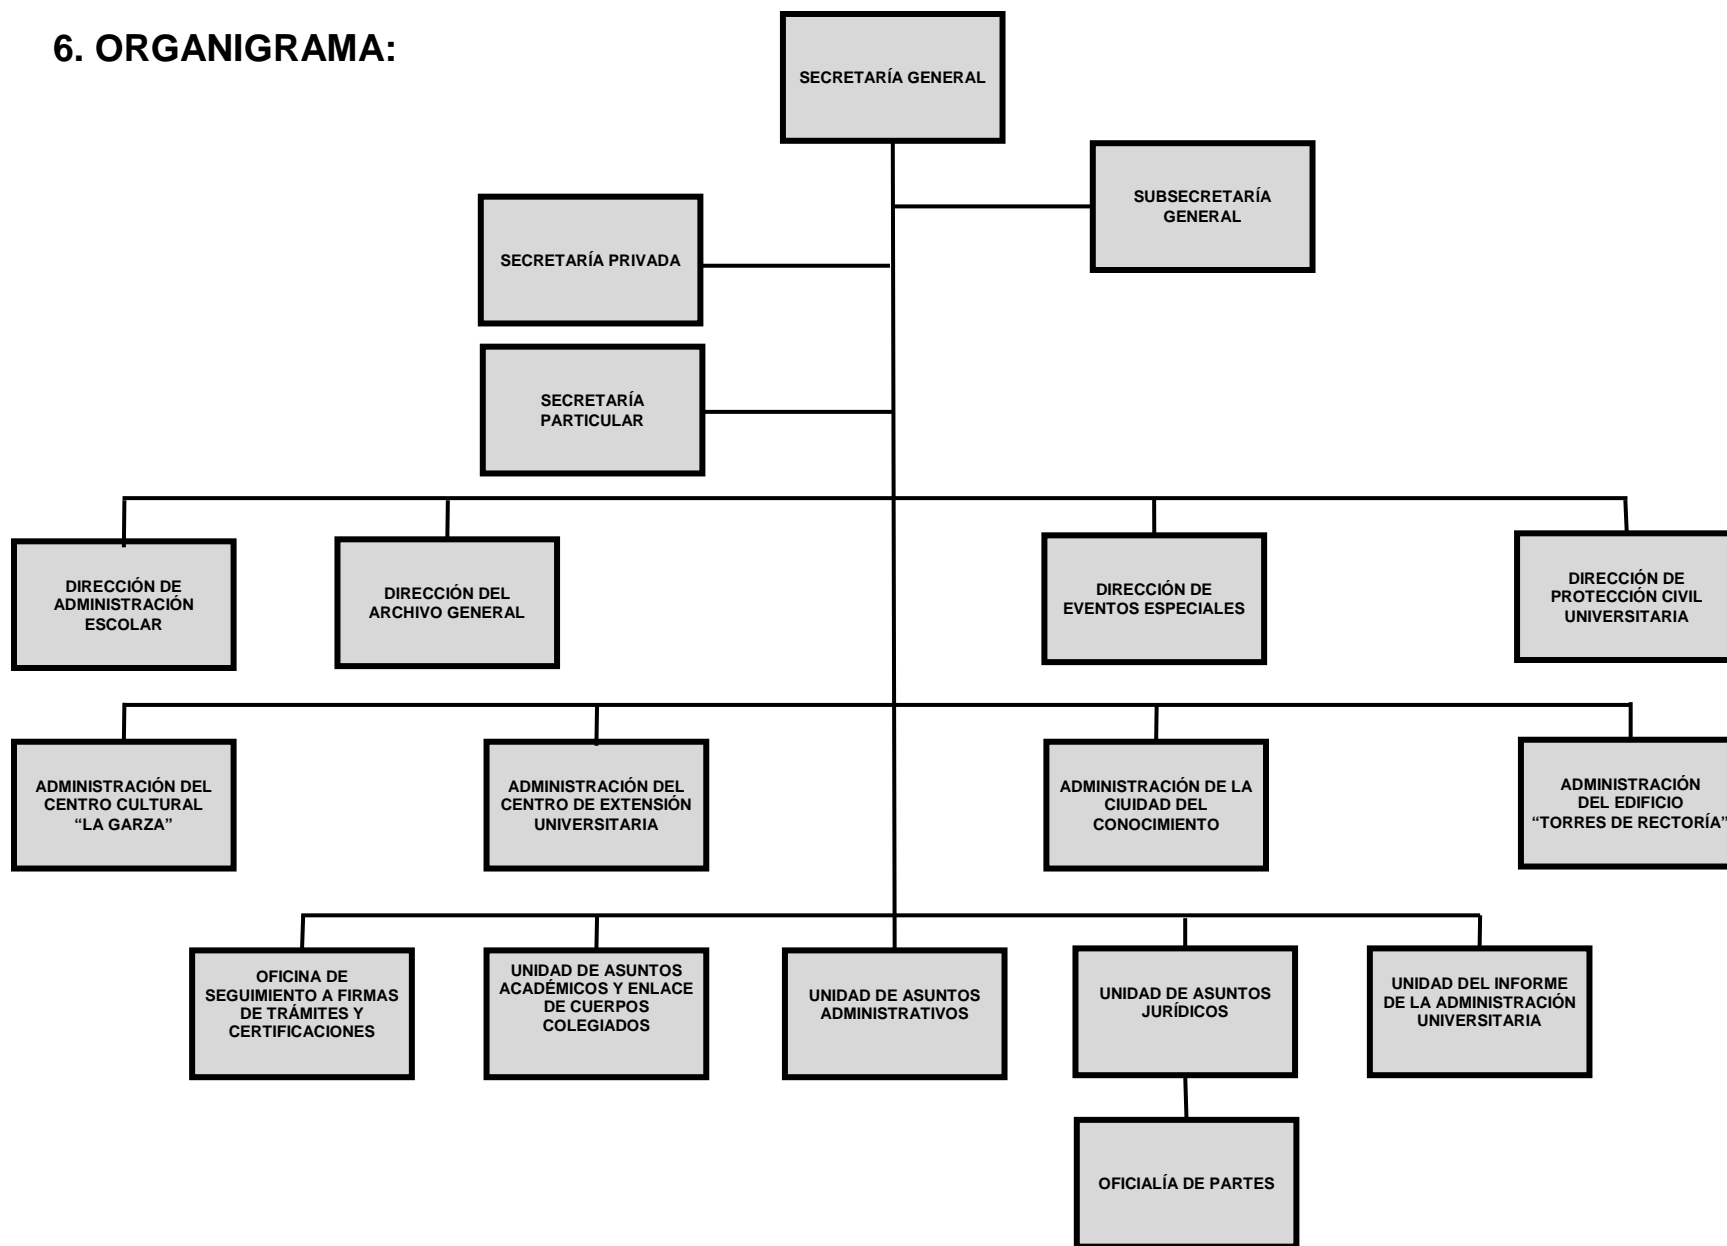 6. ORGANIGRAMA:
SECRETARÍA GENERAL
SUBSECRETARÍA
GENERAL
SECRETARÍA PRIVADA
SECRETARÍA
PARTICULAR
DIRECCIÓN DE
ADMINISTRACIÓN
ESCOLAR
DIRECCIÓN DEL
ARCHIVO GENERAL
DIRECCIÓN DE
EVENTOS ESPECIALES
DIRECCIÓN DE
PROTECCIÓN CIVIL
UNIVERSITARIA
ADMINISTRACIÓN DEL
CENTRO CULTURAL
“LA GARZA”
ADMINISTRACIÓN DEL
CENTRO DE EXTENSIÓN
UNIVERSITARIA
ADMINISTRACIÓN DE LA
CIUIDAD DEL
CONOCIMIENTO
ADMINISTRACIÓN
DEL EDIFICIO
“TORRES DE RECTORÍA”
OFICINA DE
SEGUIMIENTO A FIRMAS
DE TRÁMITES Y
CERTIFICACIONES
UNIDAD DE ASUNTOS
ACADÉMICOS Y ENLACE
DE CUERPOS
COLEGIADOS
UNIDAD DE ASUNTOS
ADMINISTRATIVOS
UNIDAD DE ASUNTOS
JURÍDICOS
UNIDAD DEL INFORME
DE LA ADMINISTRACIÓN
UNIVERSITARIA
OFICIALÍA DE PARTES